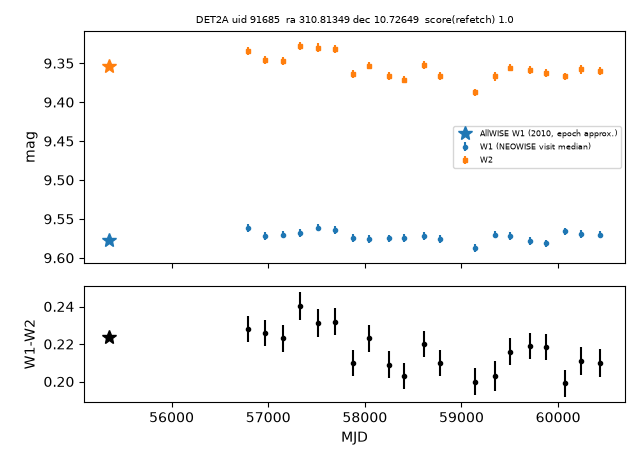 DET2A uid 91685  ra 310.81349 dec 10.72649  score(refetch) 1.0
9.35
9.40
9.45
9.50
9.55
9.60
mag
AllWISE W1 (2010, epoch approx.)
W1 (NEOWISE visit median)
W2
0.24
0.22
0.20
W1-W2
56000
57000
58000
59000
60000
MJD